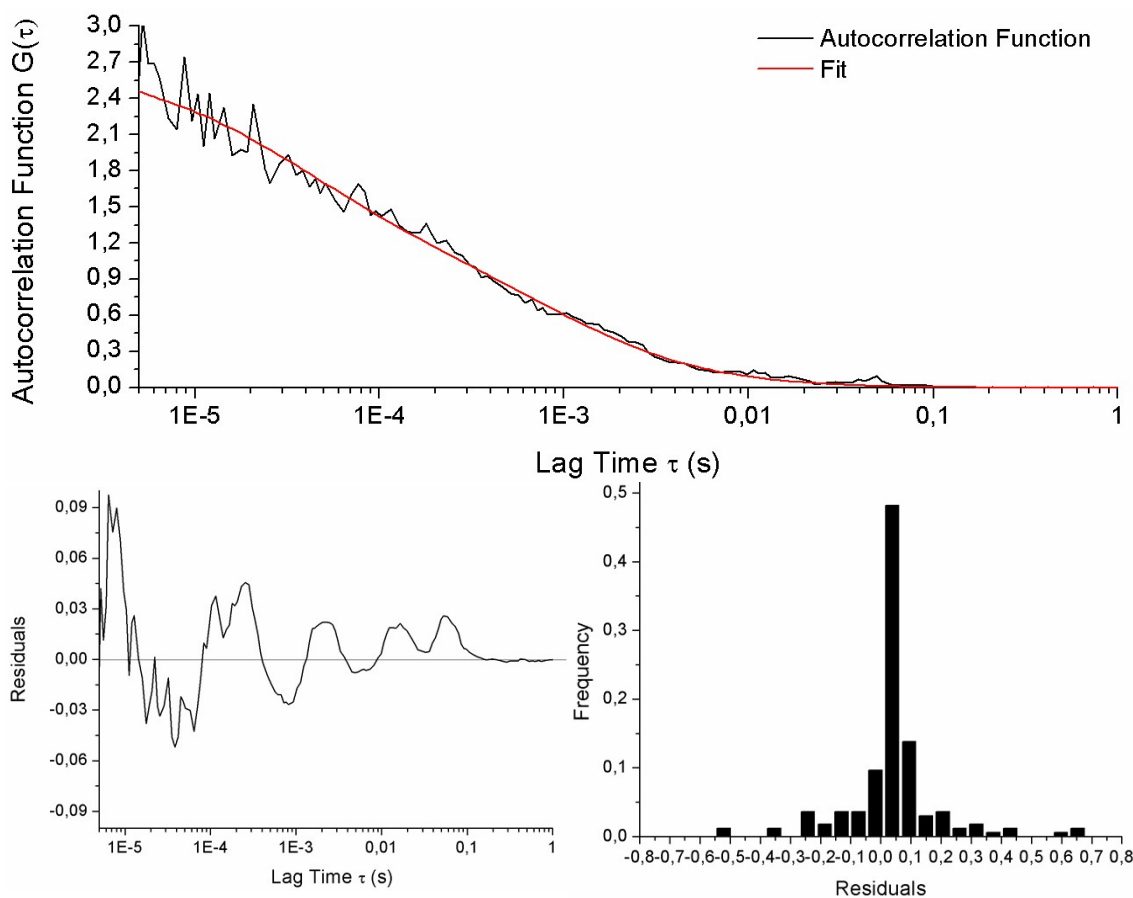 Autocorrelation Function G(τ)
3,0
2,7
2,4
2,1
1,8
1,5
1,2
0,9
0,6
0,3
0,0
Autocorrelation Function
Fit
1E-5 1E-4 1E-3 0,01 0,1 1
Lag Time τ (s)
Residuals
0,09
0,06
0,03
0,00
-0,03
-0,06
-0,09
1E-5 1E-4 1E-3 0,01 0,1 1
Lag Time τ (s)
Frequency
0,5
0,4
0,3
0,2
0,1
0,0
-0,8 -0,7 -0,6 -0,5 -0,4 -0,3 -0,2 -0,1 0,0 0,1 0,2 0,3 0,4 0,5 0,6 0,7 0,8
Residuals